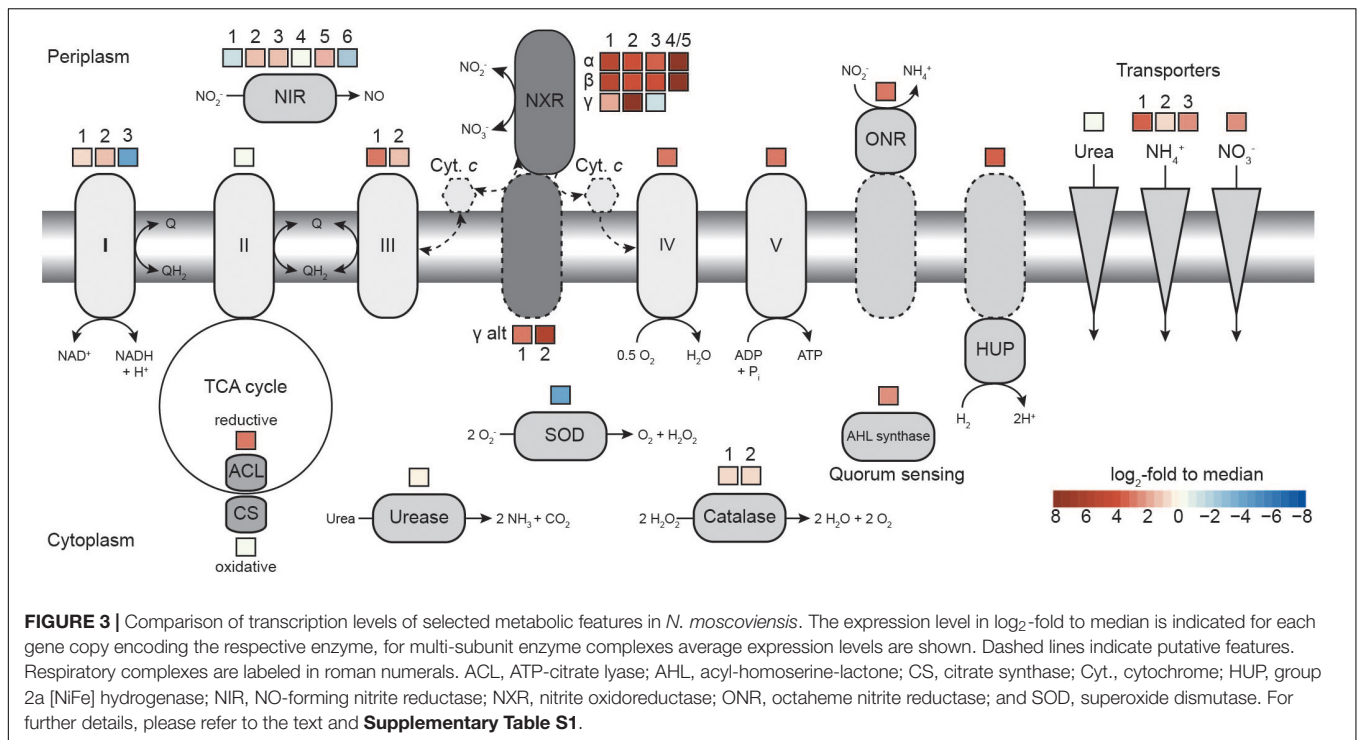 Periplasm
1 2 3 4 5 6
NO₂⁻ NIR NO
NO₂⁻
NO₃⁻
NXR
1 2 3 4/5
α
β
γ
NO₂⁻ NH₄⁺
ONR
Transporters
1 2 3
Urea NH₄⁺ NO₃⁻
1 2 3
1 2
Cyt. c
Cyt. c
I
Q
QH₂
II
Q
QH₂
III
IV
V
NAD⁺ NADH
+ H⁺
γ alt
1 2
0.5 O₂ H₂O
ADP
+ Pᵢ
ATP
HUP
H₂ 2H⁺
TCA cycle
reductive
ACL
CS
oxidative
2 O₂⁻ SOD O₂ + H₂O₂
AHL synthase
Quorum sensing
Urea Urease 2 NH₃ + CO₂
1 2
2 H₂O₂ Catalase 2 H₂O + 2 O₂
log₂-fold to median
8 6 4 2 0 −2 −4 −6 −8
Cytoplasm
FIGURE 3 | Comparison of transcription levels of selected metabolic features in N. moscoviensis. The expression level in log₂-fold to median is indicated for each
gene copy encoding the respective enzyme, for multi-subunit enzyme complexes average expression levels are shown. Dashed lines indicate putative features.
Respiratory complexes are labeled in roman numerals. ACL, ATP-citrate lyase; AHL, acyl-homoserine-lactone; CS, citrate synthase; Cyt., cytochrome; HUP, group
2a [NiFe] hydrogenase; NIR, NO-forming nitrite reductase; NXR, nitrite oxidoreductase; ONR, octaheme nitrite reductase; and SOD, superoxide dismutase. For
further details, please refer to the text and Supplementary Table S1.